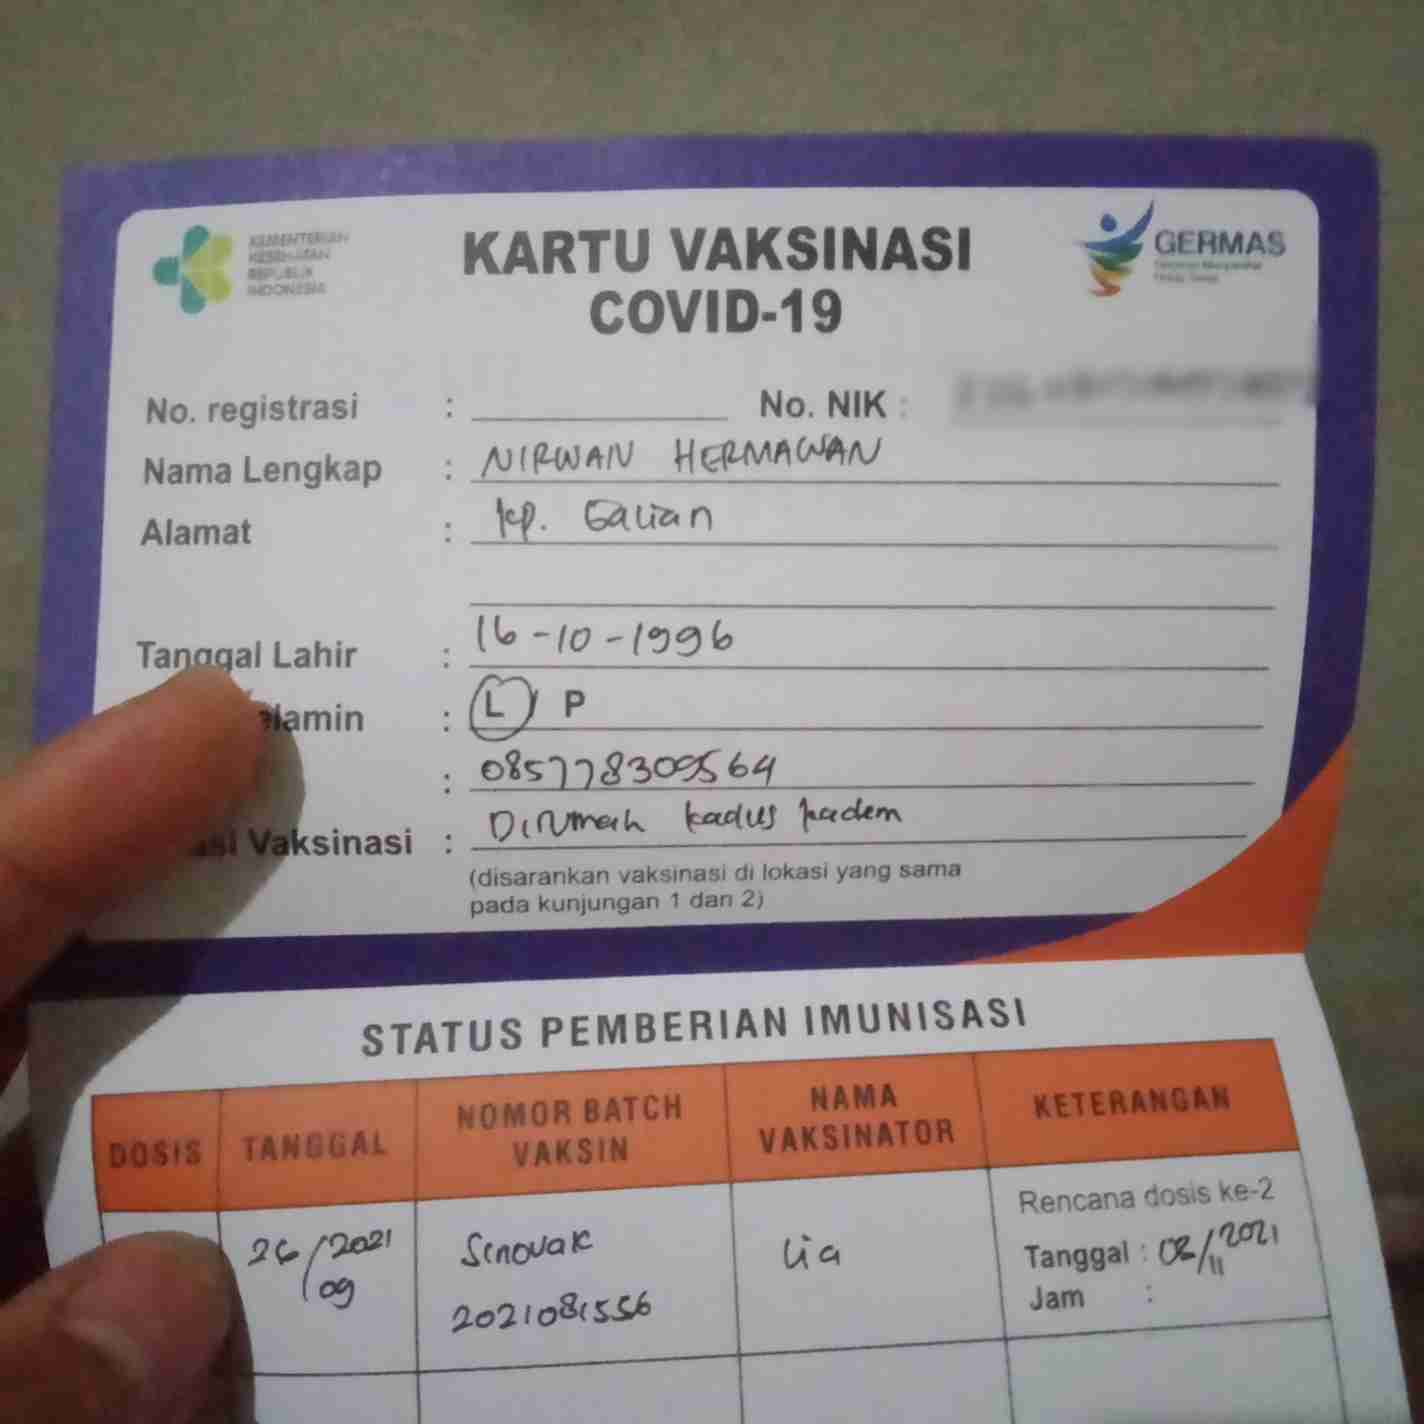 KEMENTERIAN
KESEHATAN
REPUBLIK
INDONESIA
KARTU VAKSINASI
COVID-19
GERMAS
No. registrasi : No. NIK :
Nama Lengkap : NIRWAN HERMAWAN
Alamat : kp. Galian
Tanggal Lahir : 16-10-1996
elamin : L / P
: 085778309564
asi Vaksinasi : Dirumah kadus kadem
(disarankan vaksinasi di lokasi yang sama
pada kunjungan 1 dan 2)
STATUS PEMBERIAN IMUNISASI
DOSIS TANGGAL NOMOR BATCH VAKSIN NAMA VAKSINATOR KETERANGAN
26/09/2021 Sinovak Lia Rencana dosis ke-2
2021081556 Tanggal : 02/11/2021
Jam :